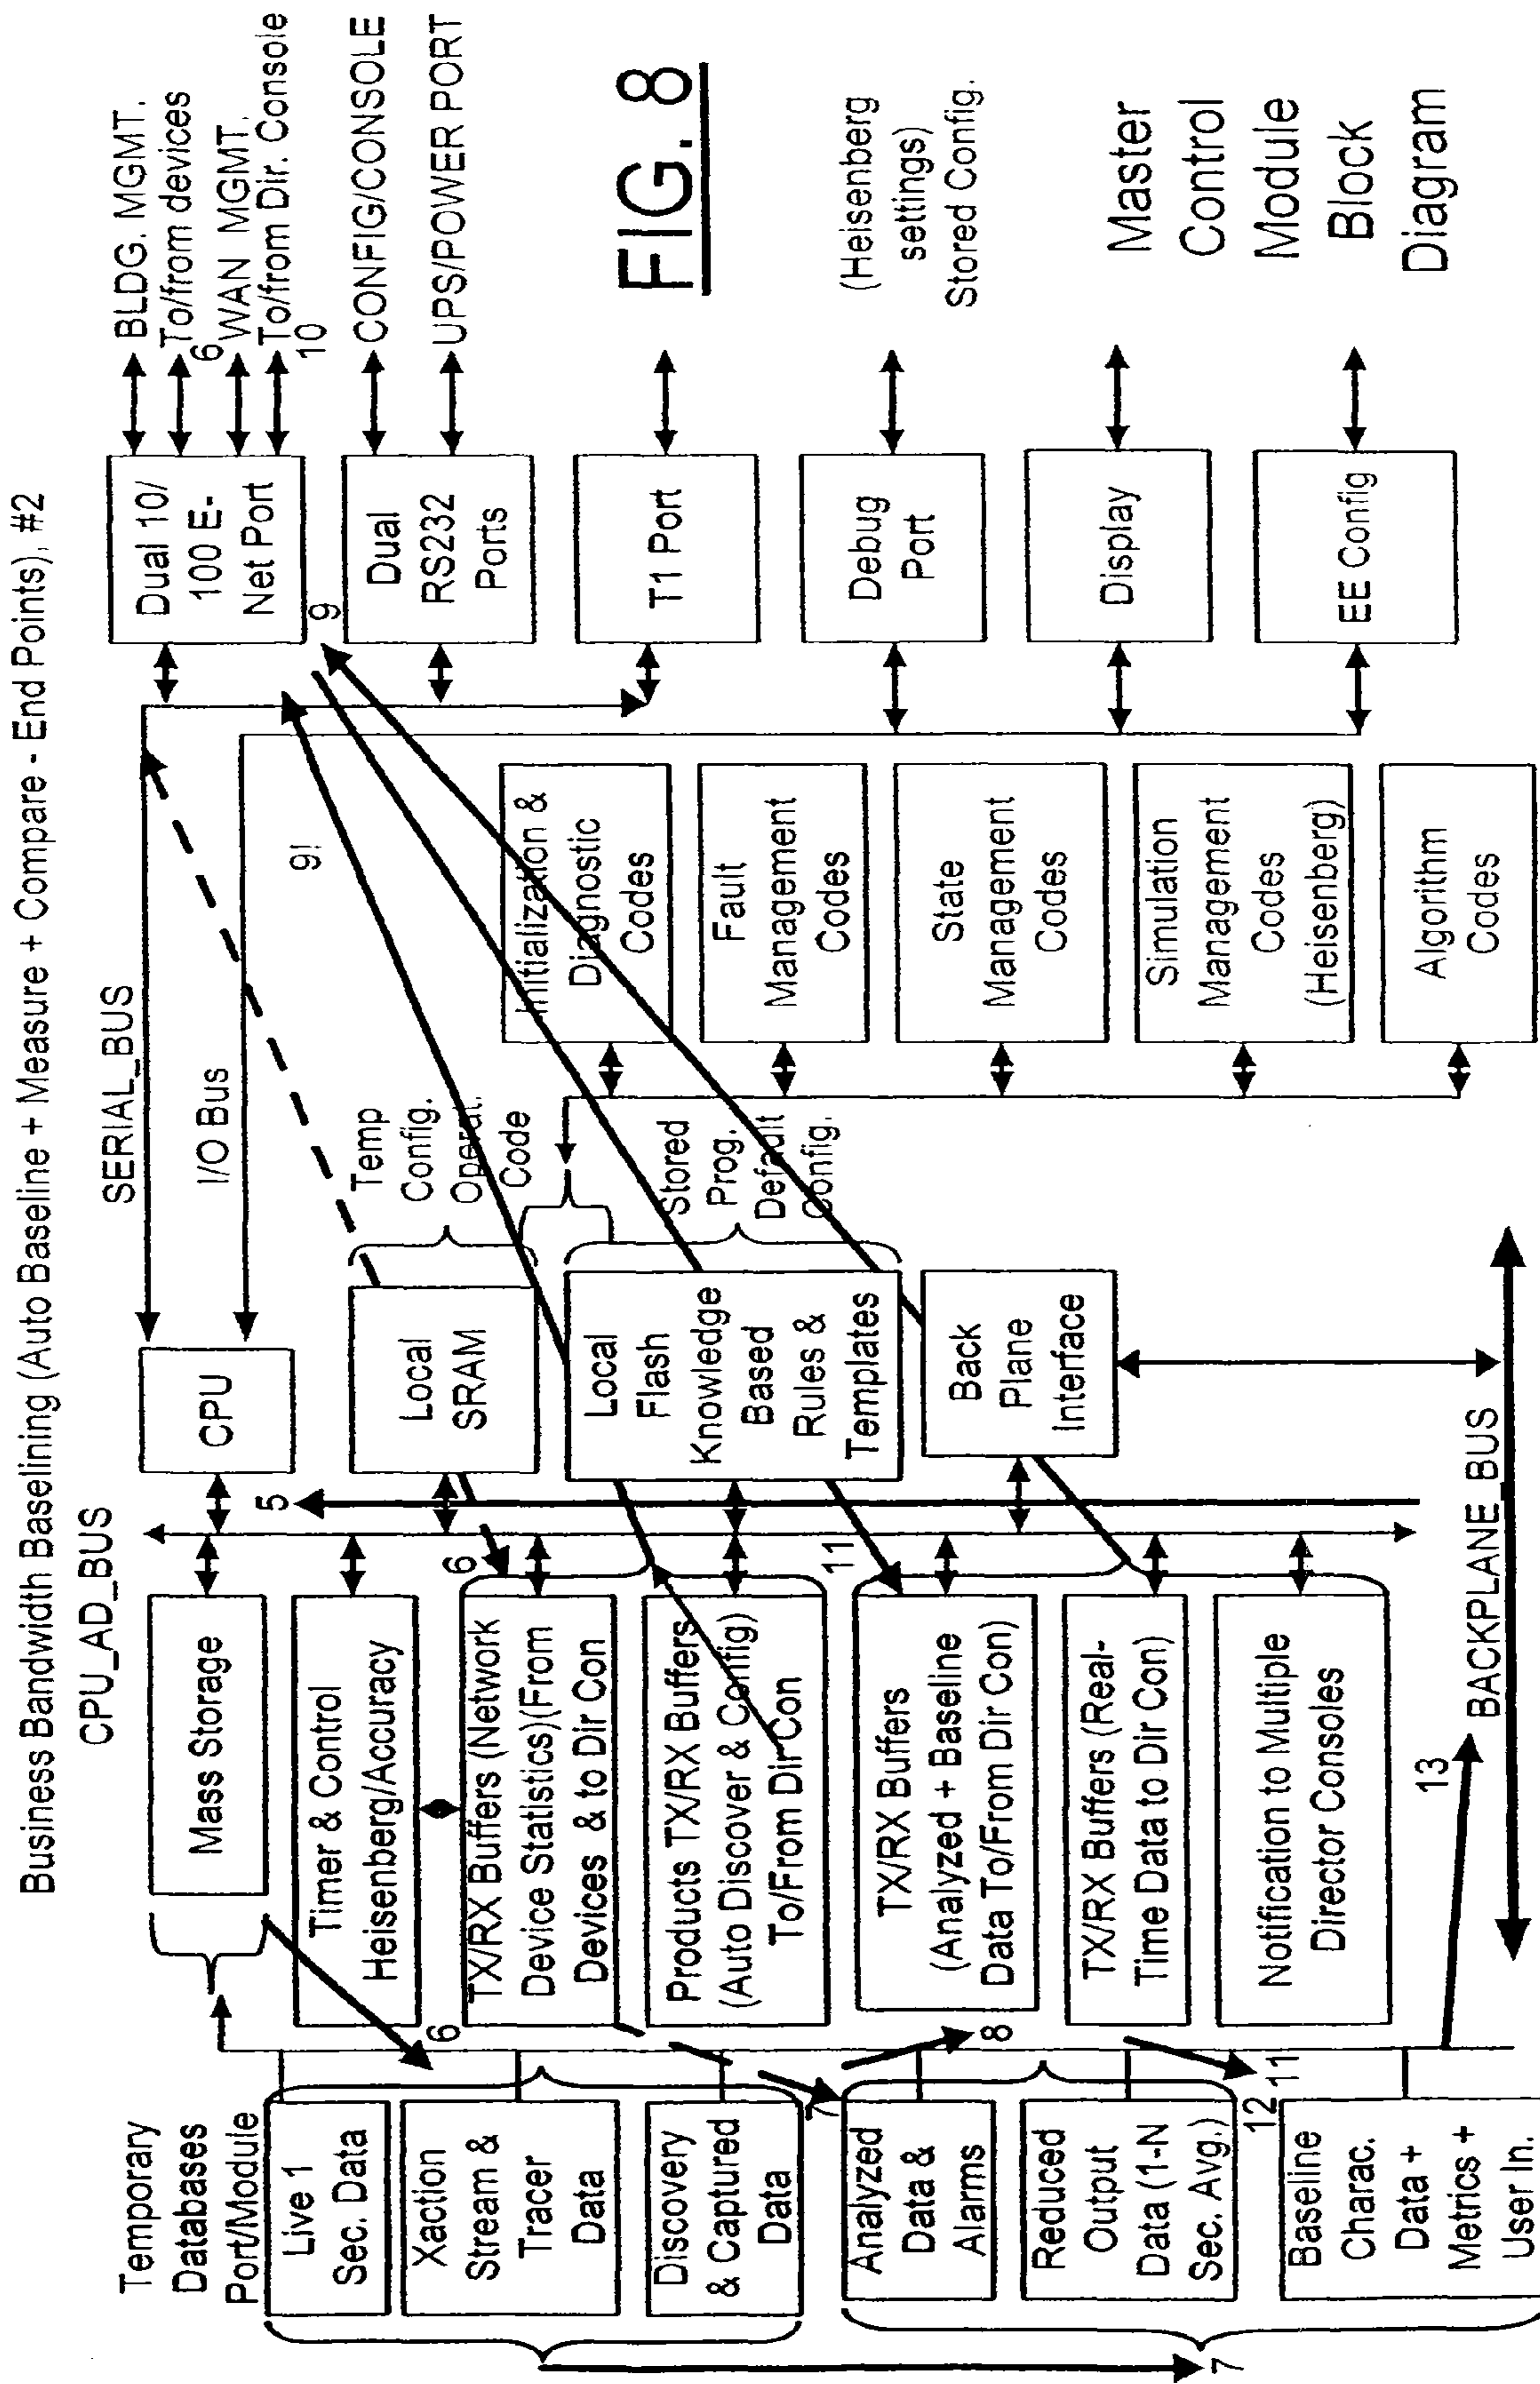 Business Bandwidth Baselining (Auto Baseline + Measure + Compare - End Points), #2
CPU_AD_BUS
SERIAL_BUS
I/O Bus
Temporary
Databases
Port/Module
Live 1
Sec. Data
Xaction
Stream &
Tracer
Data
Discovery
& Captured
Data
Analyzed
Data &
Alarms
Reduced
Output
Data (1-N
Sec. Avg.)
Baseline
Charac.
Data +
Metrics +
User In.
7
6
8
11
12
13
Mass Storage
Timer & Control
Heisenberg/Accuracy
TX/RX Buffers (Network
Device Statistics)(From
Devices & to Dir Con
Products TX/RX Buffers
(Auto Discover & Config)
To/From Dir Con
TX/RX Buffers
(Analyzed + Baseline
Data To/From Dir Con)
TX/RX Buffers (Real-
Time Data to Dir Con)
Notification to Multiple
Director Consoles
5
6
11
CPU
Local
SRAM
Local
Flash
Knowledge
Based
Rules &
Templates
Back
Plane
Interface
BACKPLANE_BUS
Temp
Config.
Operat.
Code
Stored
Prog.
Default
Config.
9!
Initialization &
Diagnostic
Codes
Fault
Management
Codes
State
Management
Codes
Simulation
Management
Codes
(Heisenberg)
Algorithm
Codes
Dual 10/
100 E-
Net Port
9
Dual
RS232
Ports
T1 Port
Debug
Port
Display
EE Config
BLDG. MGMT.
To/from devices
6
WAN MGMT.
To/from Dir. Console
10
CONFIG/CONSOLE
UPS/POWER PORT
FIG. 8
(Heisenberg
settings)
Stored Config.
Master
Control
Module
Block
Diagram